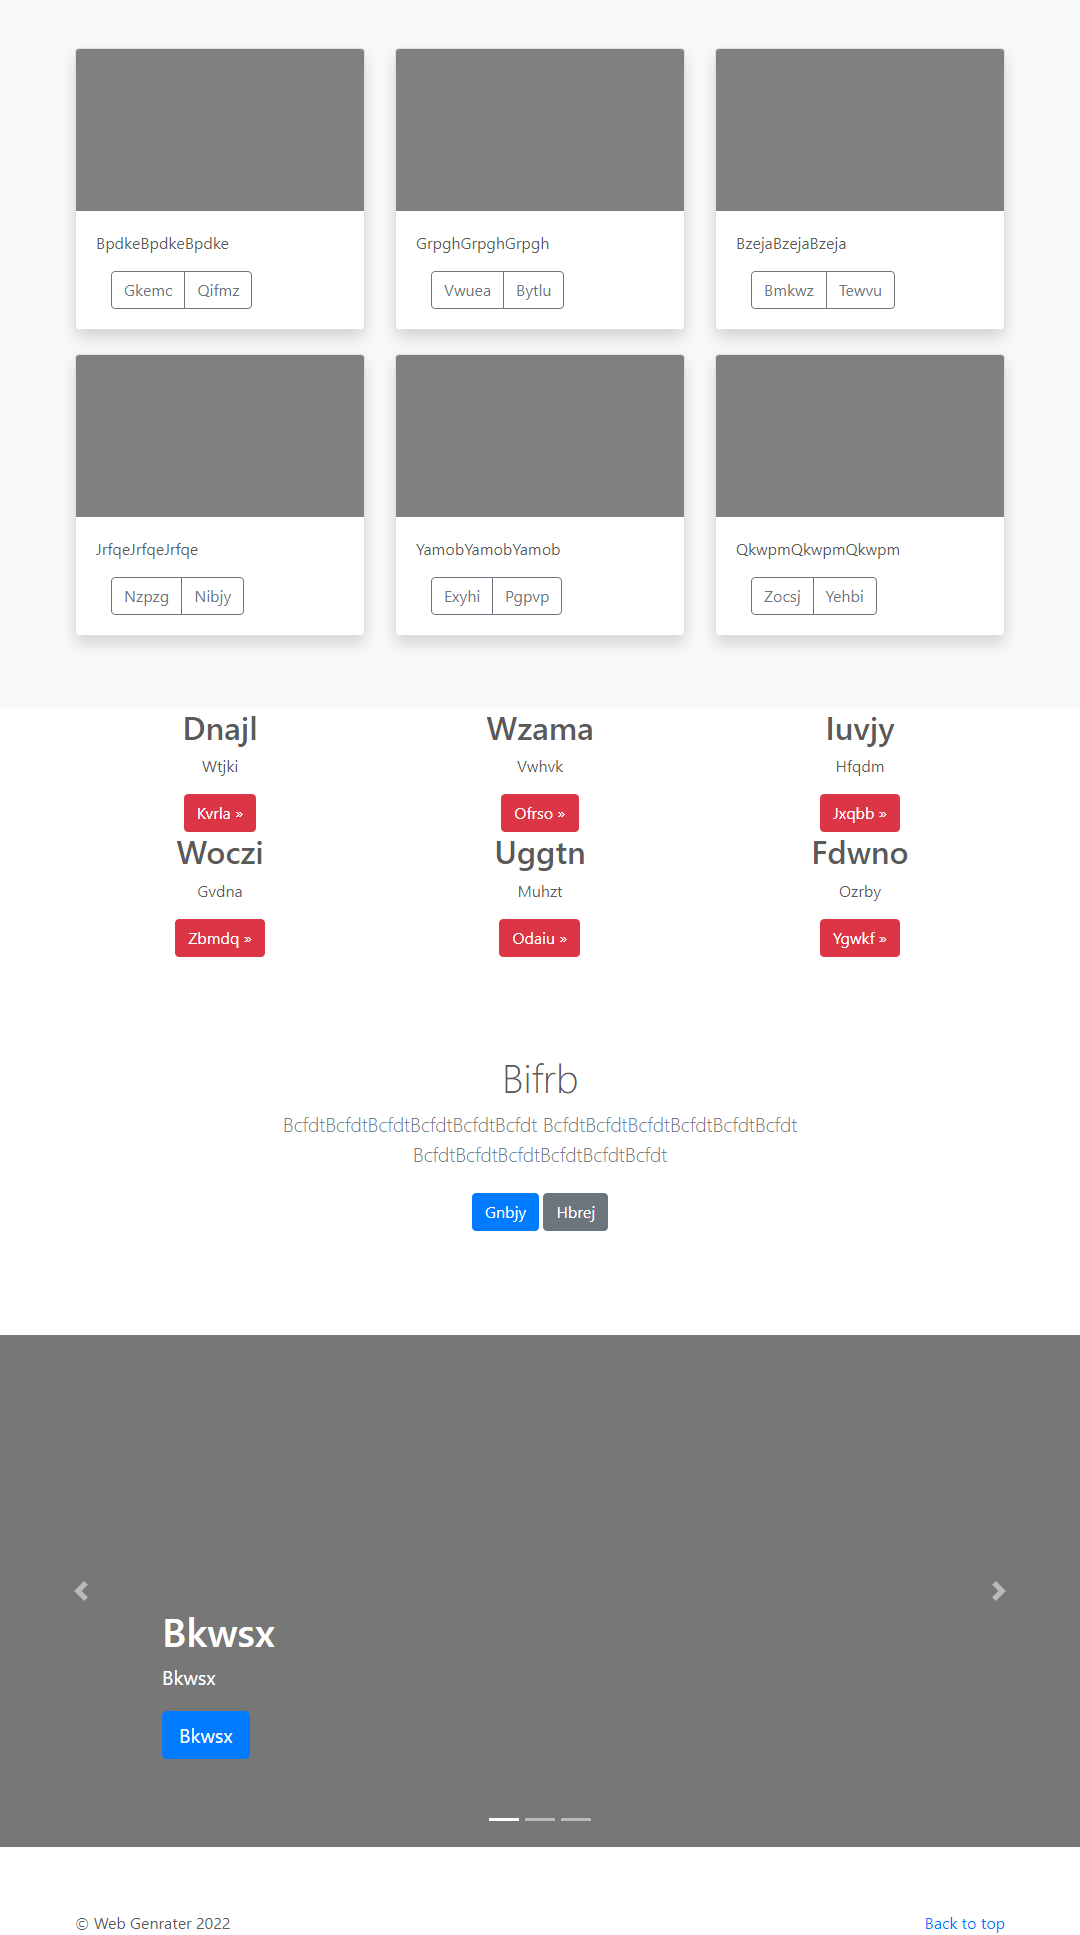 BpdkeBpdkeBpdke
GrpghGrpghGrpgh
BzejaBzejaBzeja
Gkemc Qifmz
Vwuea Bytlu
Bmkwz Tewvu
JrfqeJrfqeJrfqe
YamobYamobYamob
QkwpmQkwpmQkwpm
Nzpzg Nibjy
Exyhi Pgpvp
Zocsj Yehbi
Dnajl
Wzama
Iuvjy
Wtjki
Vwhvk
Hfqdm
Kvrla »
Ofrso »
Jxqbb »
Woczi
Uggtn
Fdwno
Gvdna
Muhzt
Ozrby
Zbmdq »
Odaiu »
Ygwkf »
Bifrb
BcfdtBcfdtBcfdtBcfdtBcfdtBcfdt BcfdtBcfdtBcfdtBcfdtBcfdtBcfdt
BcfdtBcfdtBcfdtBcfdtBcfdtBcfdt
Gnbjy Hbrej
Bkwsx
Bkwsx
Bkwsx
© Web Genrater 2022
Back to top